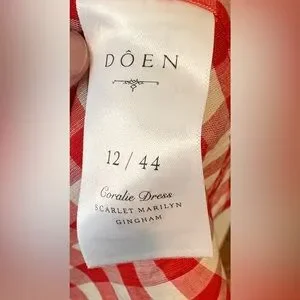 DÔEN
12 / 44
Coralie Dress
SCARLET MARILYN
GINGHAM